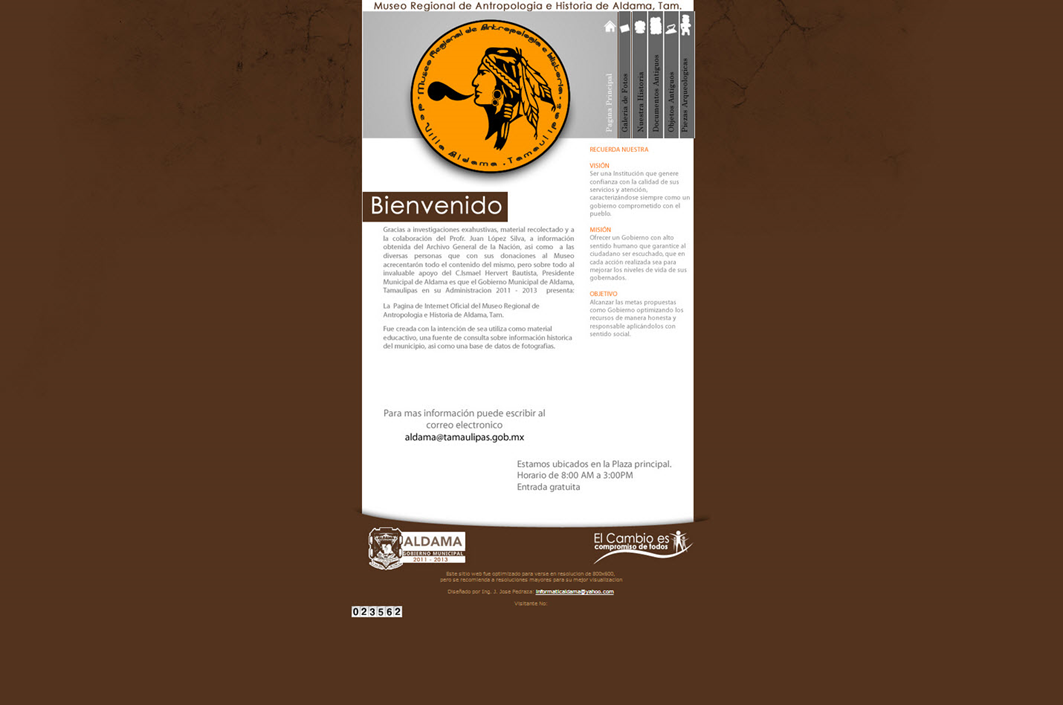 Museo Regional de Antropologia e Historia de Aldama, Tam.
Museo Regional de Antropologia e Historia
de Villa Aldama , Tamaulipas
Pagina Principal
Galeria de Fotos
Nuestra Historia
Documentos Antiguos
Objetos Antiguos
Piezas Arqueologicas
Bienvenido
Gracias a investigaciones exahustivas, material recolectado y a
la colaboración del Profr. Juan López Silva, a información
obtenida del Archivo General de la Nación, asi como a las
diversas personas que con sus donaciones al Museo
acrecentarón todo el contenido del mismo, pero sobre todo al
invaluable apoyo del C.Ismael Hervert Bautista, Presidente
Municipal de Aldama es que el Gobierno Municipal de Aldama,
Tamaulipas en su Administracion 2011 - 2013 presenta:
La Pagina de Internet Oficial del Museo Regional de
Antropologia e Historia de Aldama, Tam.
Fue creada con la intención de sea utiliza como material
educactivo, una fuente de consulta sobre información historica
del municipio, asi como una base de datos de fotografias.
RECUERDA NUESTRA
VISIÓN
Ser una Institución que genere
confianza con la calidad de sus
servicios y atención,
caracterizándose siempre como un
gobierno comprometido con el
pueblo.
MISIÓN
Ofrecer un Gobierno con alto
sentido humano que garantice al
ciudadano ser escuchado, que en
cada acción realizada sea para
mejorar los niveles de vida de sus
gobernados.
OBJETIVO
Alcanzar las metas propuestas
como Gobierno optimizando los
recursos de manera honesta y
responsable aplicándolos con
sentido social.
Para mas información puede escribir al
correo electronico
aldama@tamaulipas.gob.mx
Estamos ubicados en la Plaza principal.
Horario de 8:00 AM a 3:00PM
Entrada gratuita
ALDAMA
GOBIERNO MUNICIPAL
2011 - 2013
El Cambio es
compromiso de todos
Este sitio web fue optimizado para verse en resolucion de 800x600,
pero se recomienda a resoluciones mayores para su mejor visualizacion
Diseñado por Ing. J. Jose Pacheco: informaticaldama@yahoo.com
Visitante No:
023562